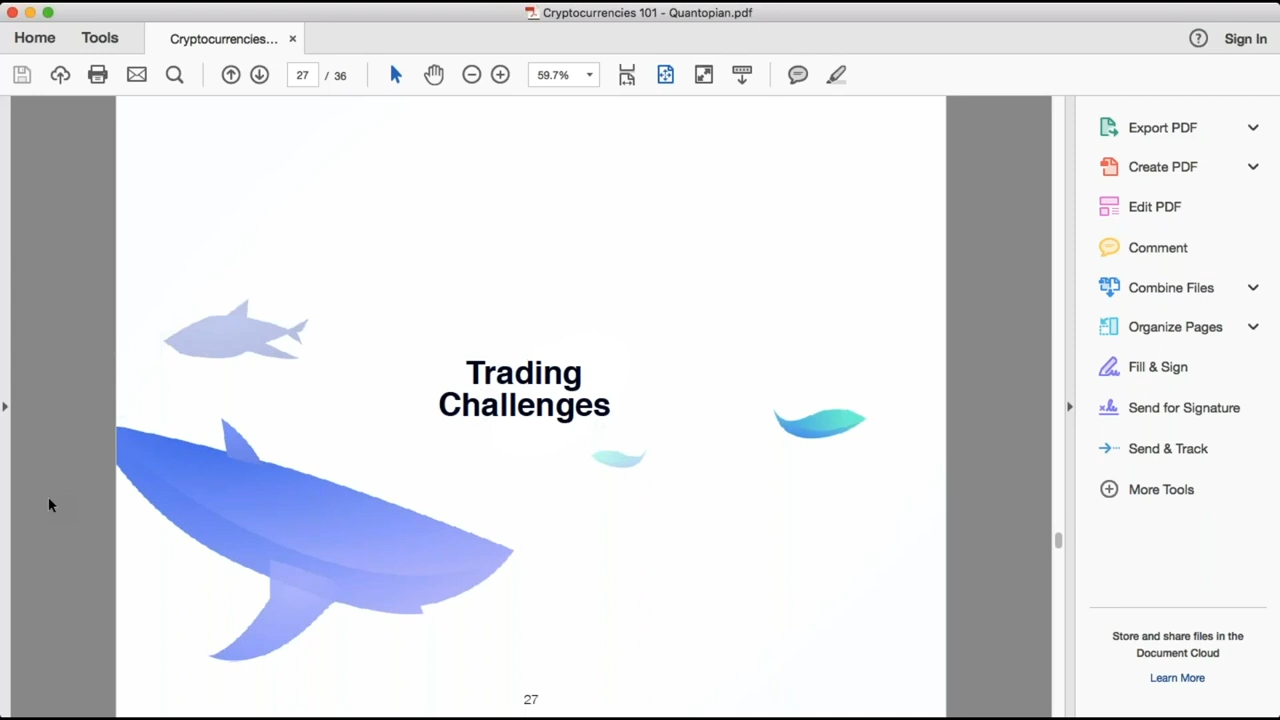 Cryptocurrencies 101 - Quantopian.pdf
Home
Tools
Cryptocurrencies... ×
? Sign In
27 / 36
59.7%
Trading
Challenges
27
Export PDF
Create PDF
Edit PDF
Comment
Combine Files
Organize Pages
Fill & Sign
Send for Signature
Send & Track
More Tools
Store and share files in the
Document Cloud
Learn More